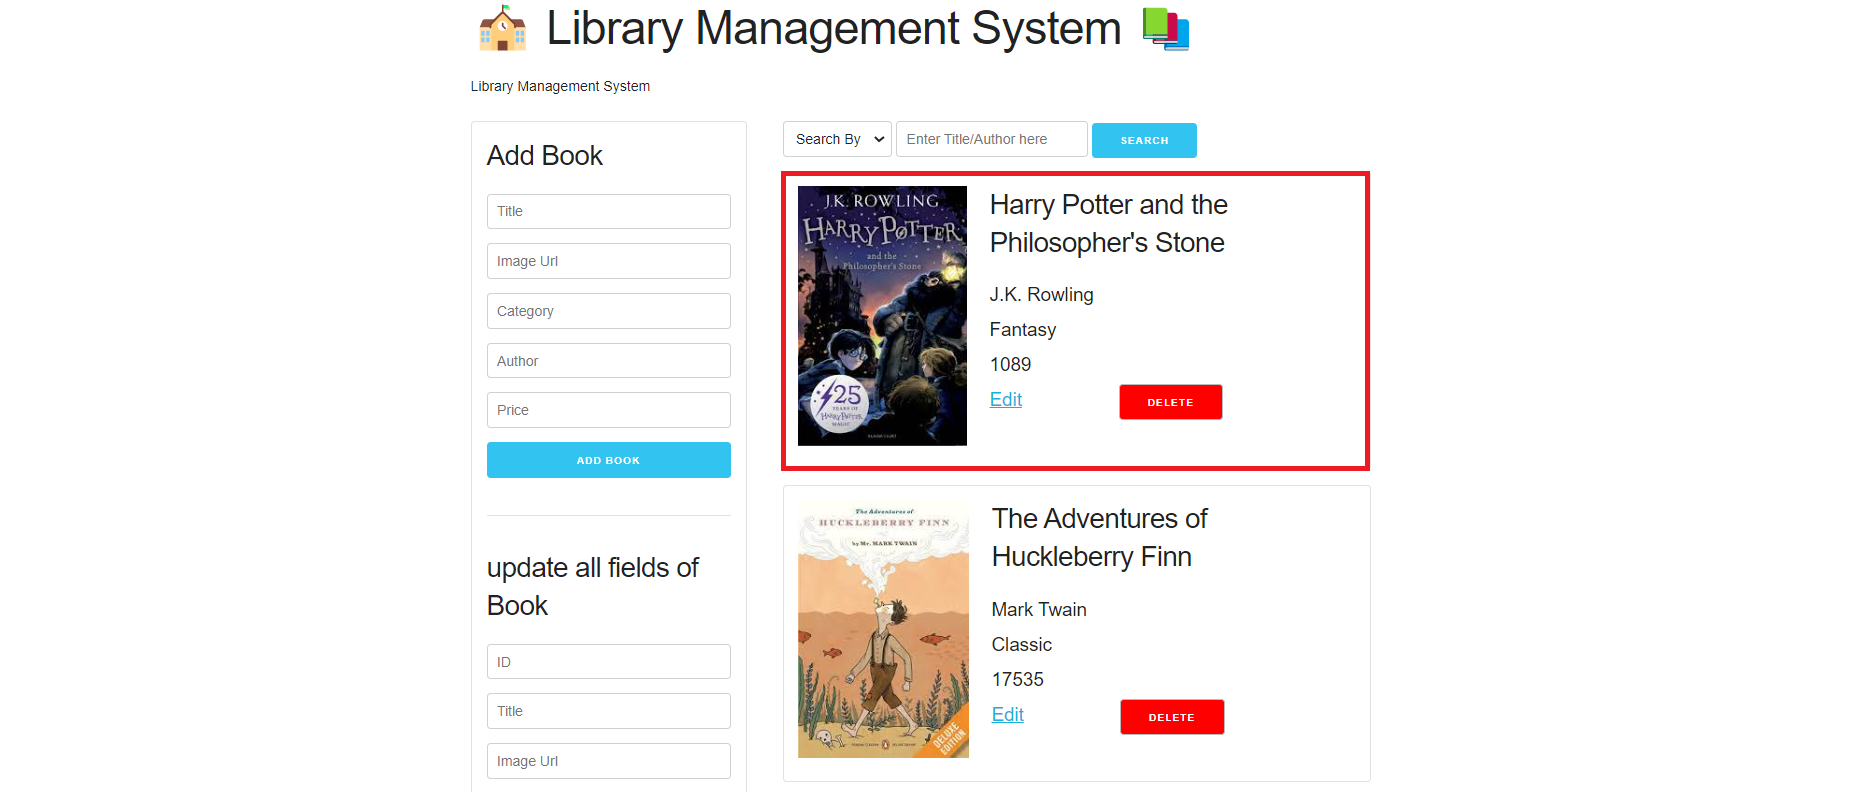 Library Management System
Library Management System
Add Book
Title
Image Url
Category
Author
Price
ADD BOOK
update all fields of
Book
ID
Title
Image Url
Search By
Enter Title/Author here
SEARCH
J.K. ROWLING
HARRY POTTER
and the
Philosopher's Stone
25
YEARS OF
HARRY POTTER
MAGIC
Harry Potter and the
Philosopher's Stone
J.K. Rowling
Fantasy
1089
Edit
DELETE
The Adventures of
HUCKLEBERRY FINN
by Mr. MARK TWAIN
DELUXE
EDITION
The Adventures of
Huckleberry Finn
Mark Twain
Classic
17535
Edit
DELETE